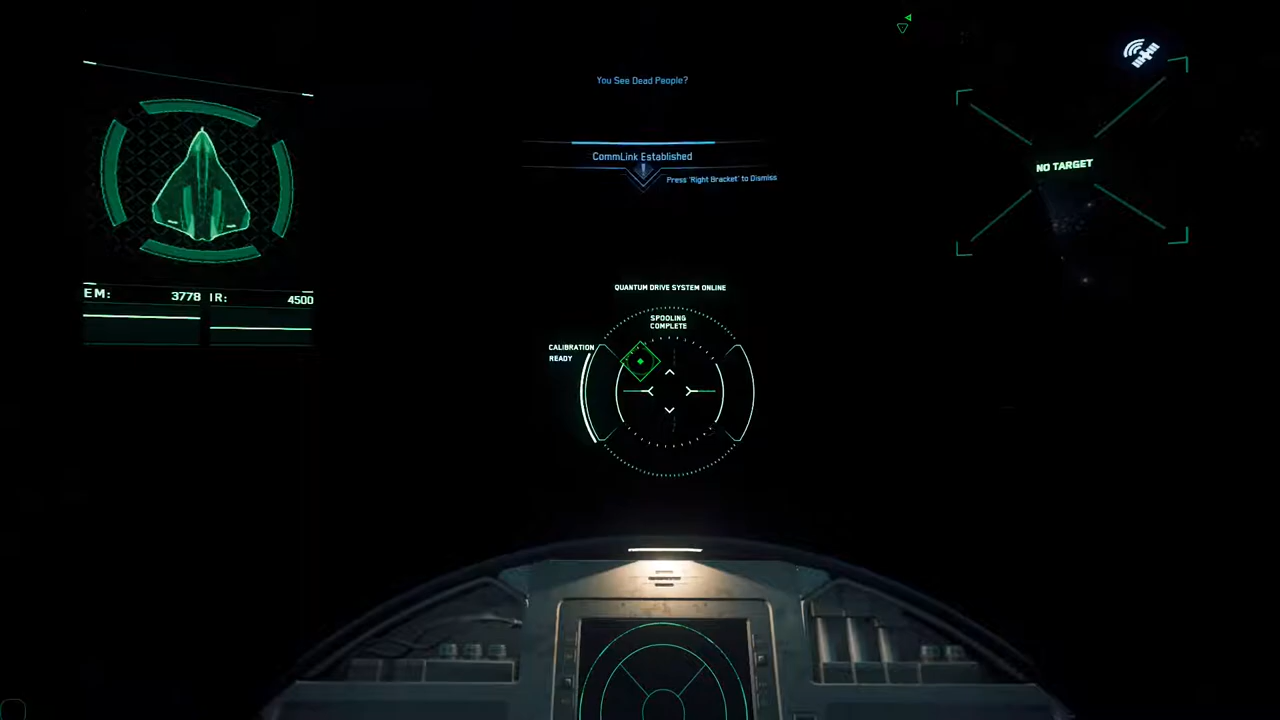 You See Dead People?
CommLink Established
Press 'Right Bracket' to Dismiss
NO TARGET
EM: 3778 IR: 4500
QUANTUM DRIVE SYSTEM ONLINE
SPOOLING
COMPLETE
CALIBRATION
READY